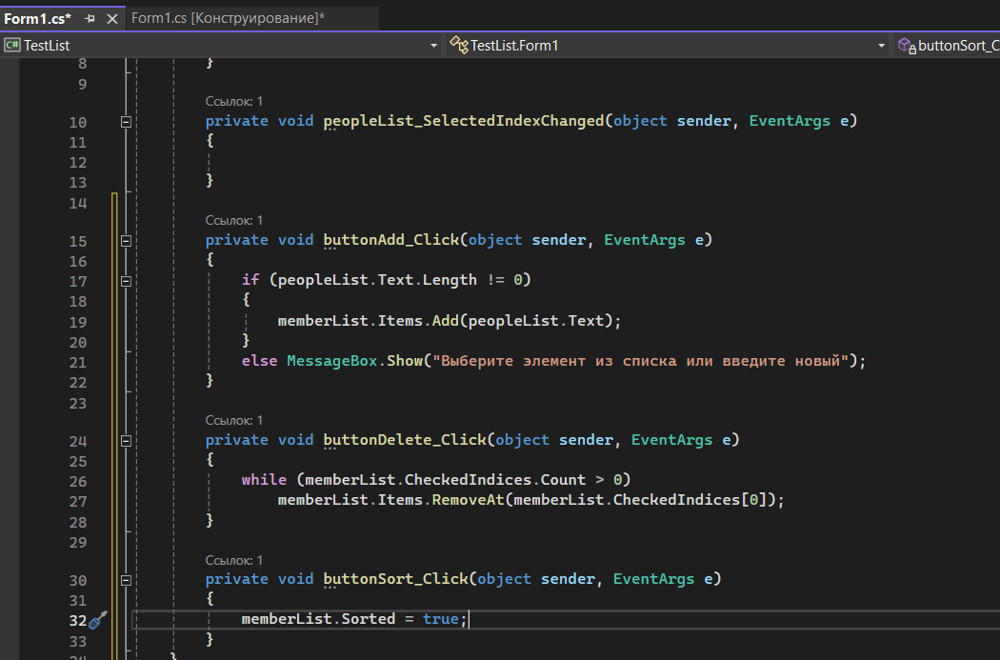 Form1.cs* Form1.cs [Конструирование]*
C# TestList TestList.Form1 buttonSort_C
8 }
9
Ссылок: 1
10 private void peopleList_SelectedIndexChanged(object sender, EventArgs e)
11 {
12
13 }
14
Ссылок: 1
15 private void buttonAdd_Click(object sender, EventArgs e)
16 {
17 if (peopleList.Text.Length != 0)
18 {
19 memberList.Items.Add(peopleList.Text);
20 }
21 else MessageBox.Show("Выберите элемент из списка или введите новый");
22 }
23
Ссылок: 1
24 private void buttonDelete_Click(object sender, EventArgs e)
25 {
26 while (memberList.CheckedIndices.Count > 0)
27 memberList.Items.RemoveAt(memberList.CheckedIndices[0]);
28 }
29
Ссылок: 1
30 private void buttonSort_Click(object sender, EventArgs e)
31 {
32 memberList.Sorted = true;
33 }
34 }